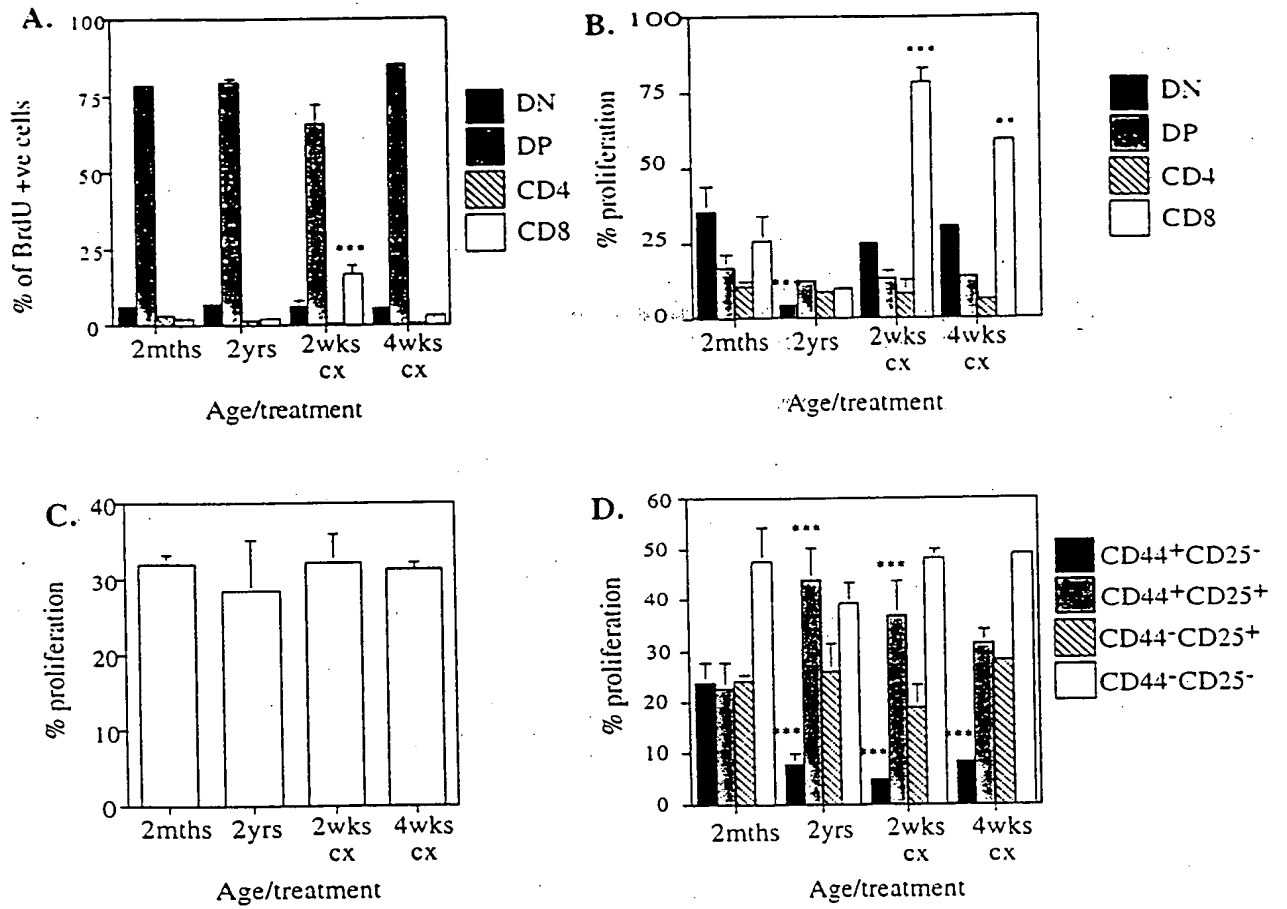 A.
100
75
50
25
0
% of BrdU +ve cells
2mths 2yrs 2wks cx 4wks cx
Age/treatment
***
DN
DP
CD4
CD8
B.
100
75
50
25
0
% proliferation
2mths 2yrs 2wks cx 4wks cx
Age/treatment
***
***
**
DN
DP
CD4
CD8
C.
40
30
20
10
0
% proliferation
2mths 2yrs 2wks cx 4wks cx
Age/treatment
D.
60
50
40
30
20
10
0
% proliferation
2mths 2yrs 2wks cx 4wks cx
Age/treatment
***
***
***
***
***
CD44+CD25-
CD44+CD25+
CD44-CD25+
CD44-CD25-